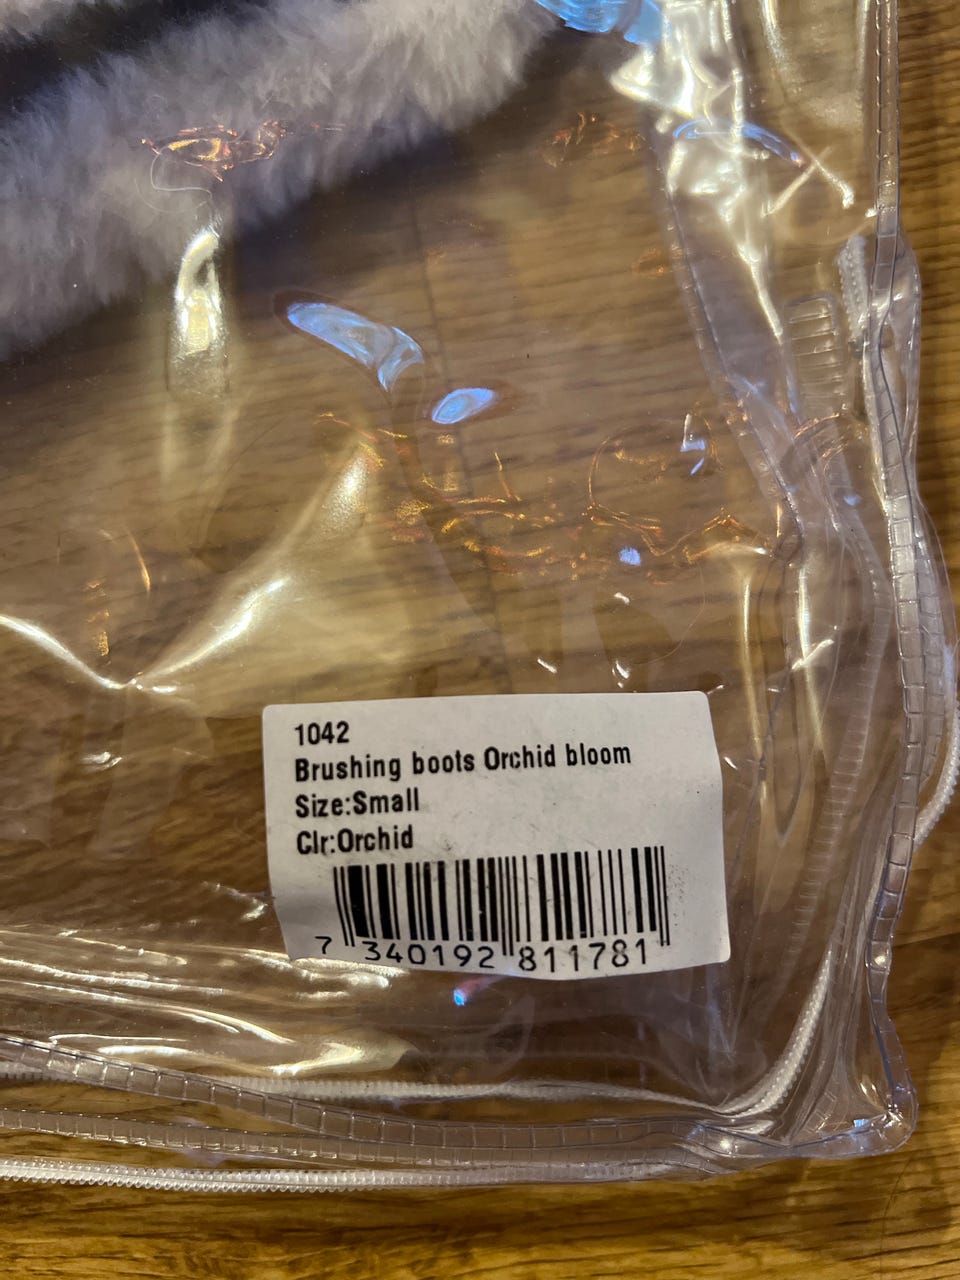 1042
Brushing boots Orchid bloom
Size:Small
Clr:Orchid
7 340192 811781